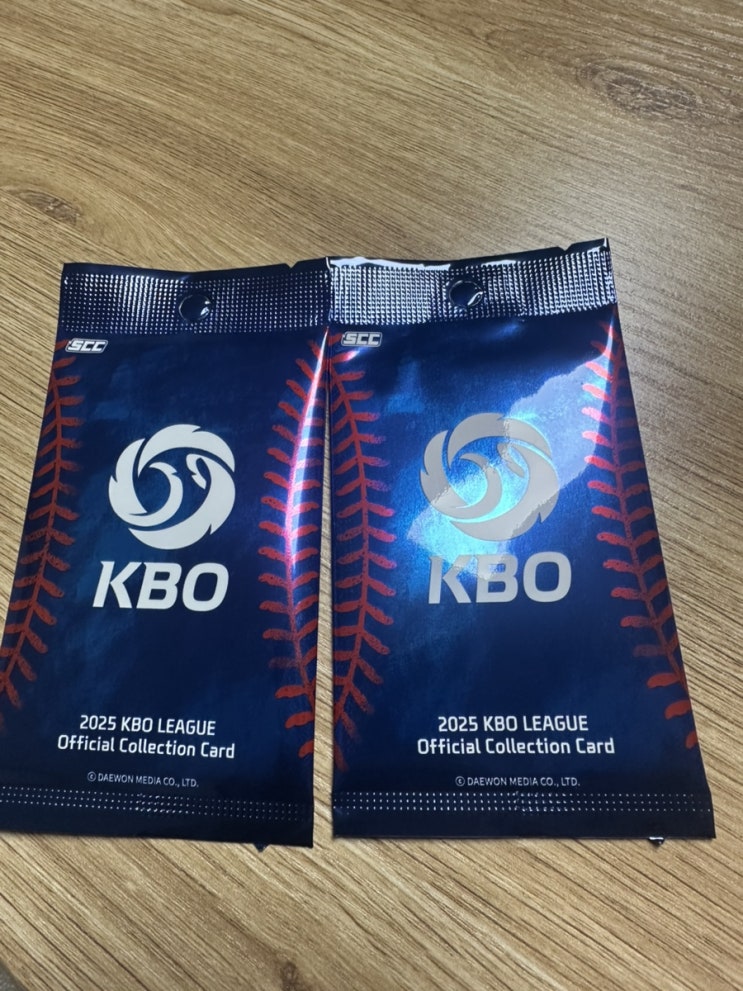 SCC
KBO
2025 KBO LEAGUE
Official Collection Card
© DAEWON MEDIA CO., LTD.
SCC
KBO
2025 KBO LEAGUE
Official Collection Card
© DAEWON MEDIA CO., LTD.